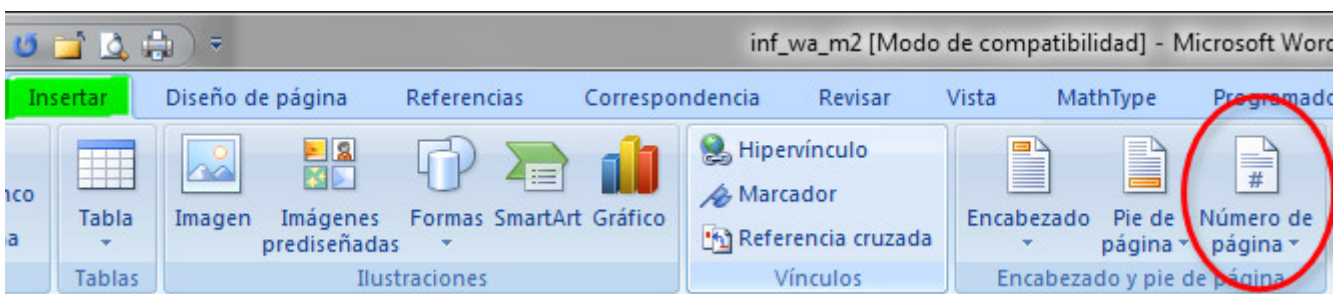 inf_wa_m2 [Modo de compatibilidad] - Microsoft Word
Insertar Diseño de página Referencias Correspondencia Revisar Vista MathType Programado
Hipervínculo
Marcador
Tabla Imagen Imágenes prediseñadas Formas SmartArt Gráfico Encabezado Pie de página Número de página
#
Referencia cruzada
Tablas Ilustraciones Vínculos Encabezado y pie de página